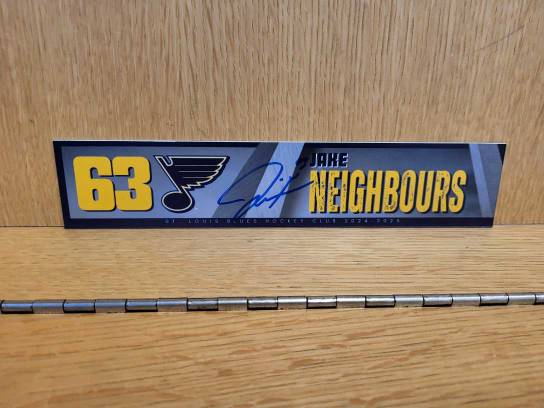 63
JAKE
NEIGHBOURS
ST. LOUIS BLUES HOCKEY CLUB 2024-2025